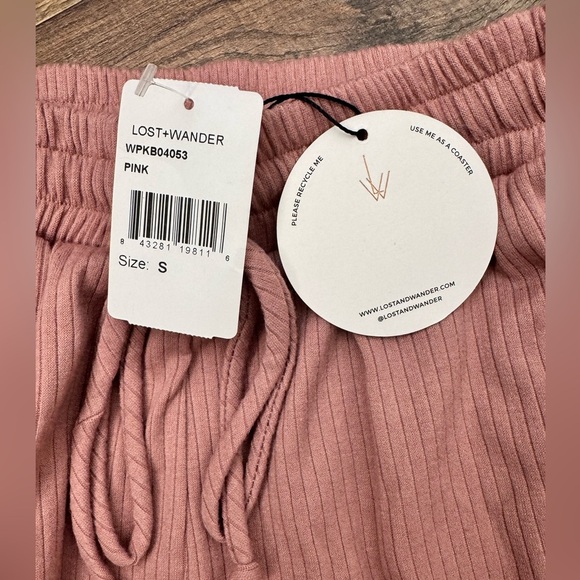 LOST+WANDER
WPKB04053
PINK
8 43281 19811 6
Size: S
PLEASE RECYCLE ME
USE ME AS A COASTER
WWW.LOSTANDWANDER.COM
@LOSTANDWANDER